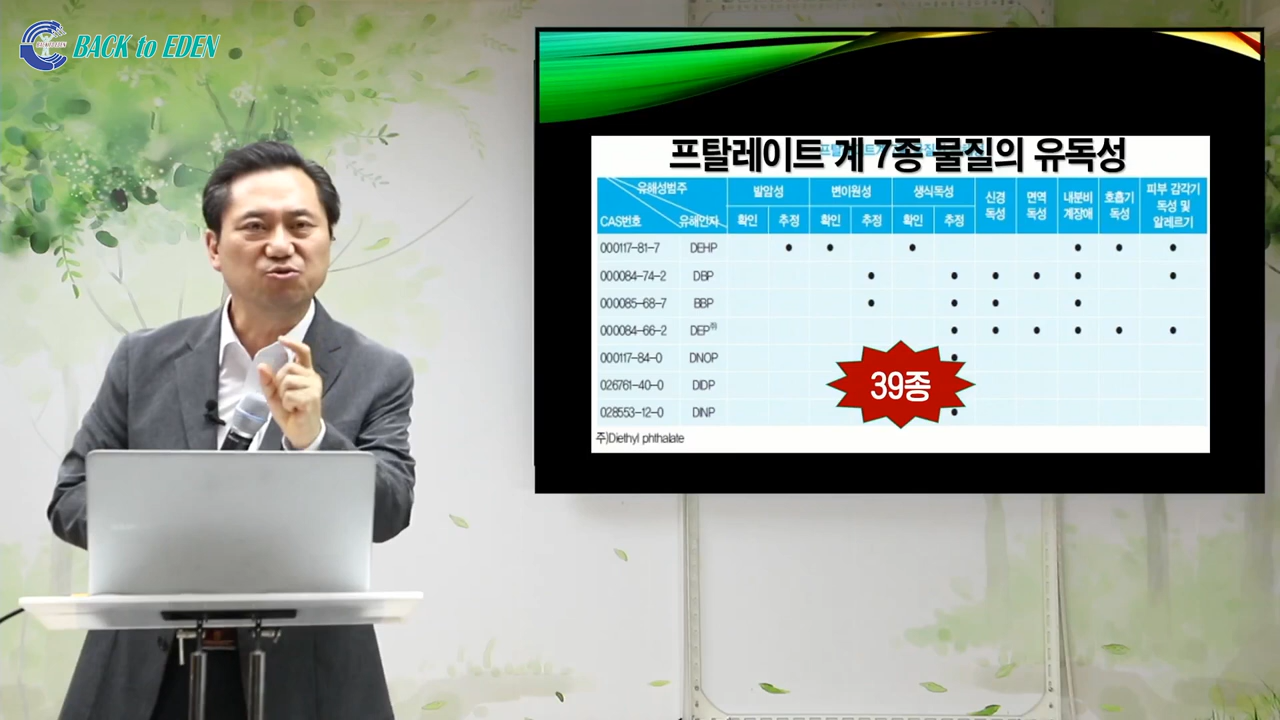 BACK to EDEN
프탈레이트 계 7종 물질의 유독성
유해성범주 발암성 변이원성 생식독성 신경 독성 면역 독성 내분비 계장애 호흡기 독성 피부 감각기 독성 및 알레르기
CAS번호 유해인자 확인 추정 확인 추정 확인 추정
000117-81-7 DEHP ● ● ● ● ● ●
000084-74-2 DBP ● ● ● ● ● ●
000085-68-7 BBP ● ● ● ●
000084-66-2 DEP주) ● ● ● ● ● ●
000117-84-0 DNOP ●
026761-40-0 DIDP
39종
028553-12-0 DINP ●
주)Diethyl phthalate